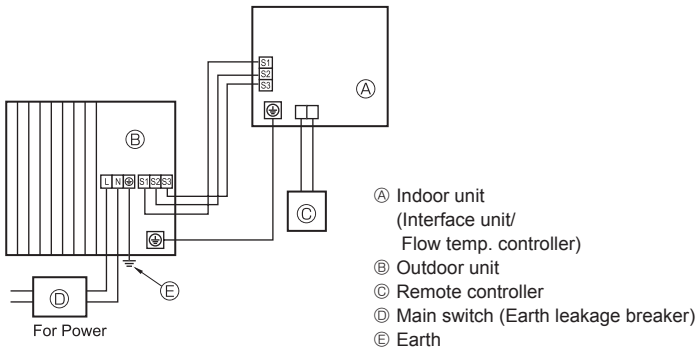 S1
S2
S3
Ⓐ
Ⓑ
L N S1 S2 S3
Ⓒ
Ⓓ
Ⓔ
For Power
Ⓐ Indoor unit
(Interface unit/
Flow temp. controller)
Ⓑ Outdoor unit
Ⓒ Remote controller
Ⓓ Main switch (Earth leakage breaker)
Ⓔ Earth